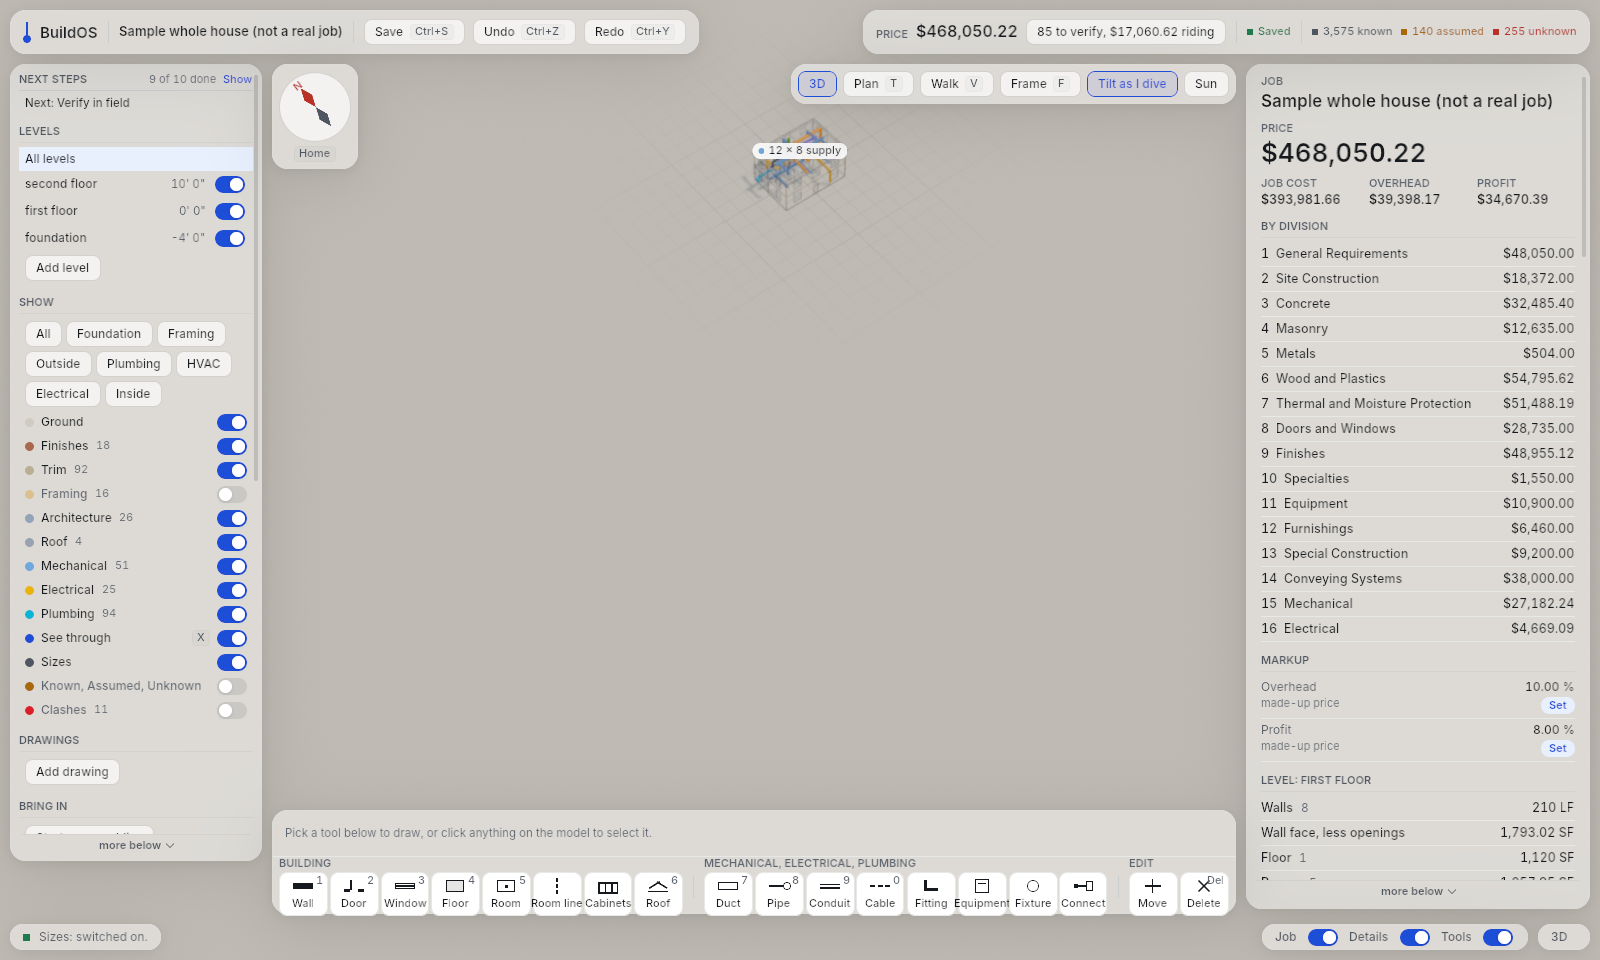 BuildOS
Sample whole house (not a real job)
Save Ctrl+S
Undo Ctrl+Z
Redo Ctrl+Y
PRICE $468,050.22
85 to verify, $17,060.62 riding
Saved
3,575 known
140 assumed
255 unknown
NEXT STEPS 9 of 10 done Show
Next: Verify in field
LEVELS
All levels
second floor 10' 0"
first floor 0' 0"
foundation -4' 0"
Add level
SHOW
All Foundation Framing
Outside Plumbing HVAC
Electrical Inside
Ground
Finishes 18
Trim 92
Framing 16
Architecture 26
Roof 4
Mechanical 51
Electrical 25
Plumbing 94
See through X
Sizes
Known, Assumed, Unknown
Clashes 11
DRAWINGS
Add drawing
BRING IN
more below
Sizes: switched on.
N
Home
3D
Plan T
Walk V
Frame F
Tilt as I dive
Sun
12 × 8 supply
Pick a tool below to draw, or click anything on the model to select it.
BUILDING
1 Wall
2 Door
3 Window
4 Floor
5 Room
Room line
Cabinets
6 Roof
MECHANICAL, ELECTRICAL, PLUMBING
7 Duct
8 Pipe
9 Conduit
0 Cable
Fitting
Equipment
Fixture
Connect
EDIT
Move
Del Delete
JOB
Sample whole house (not a real job)
PRICE
$468,050.22
JOB COST OVERHEAD PROFIT
$393,981.66 $39,398.17 $34,670.39
BY DIVISION
1 General Requirements $48,050.00
2 Site Construction $18,372.00
3 Concrete $32,485.40
4 Masonry $12,635.00
5 Metals $504.00
6 Wood and Plastics $54,795.62
7 Thermal and Moisture Protection $51,488.19
8 Doors and Windows $28,735.00
9 Finishes $48,955.12
10 Specialties $1,550.00
11 Equipment $10,900.00
12 Furnishings $6,460.00
13 Special Construction $9,200.00
14 Conveying Systems $38,000.00
15 Mechanical $27,182.24
16 Electrical $4,669.09
MARKUP
Overhead 10.00 %
made-up price Set
Profit 8.00 %
made-up price Set
LEVEL: FIRST FLOOR
Walls 8 210 LF
Wall face, less openings 1,793.02 SF
Floor 1 1,120 SF
more below
Job Details Tools 3D